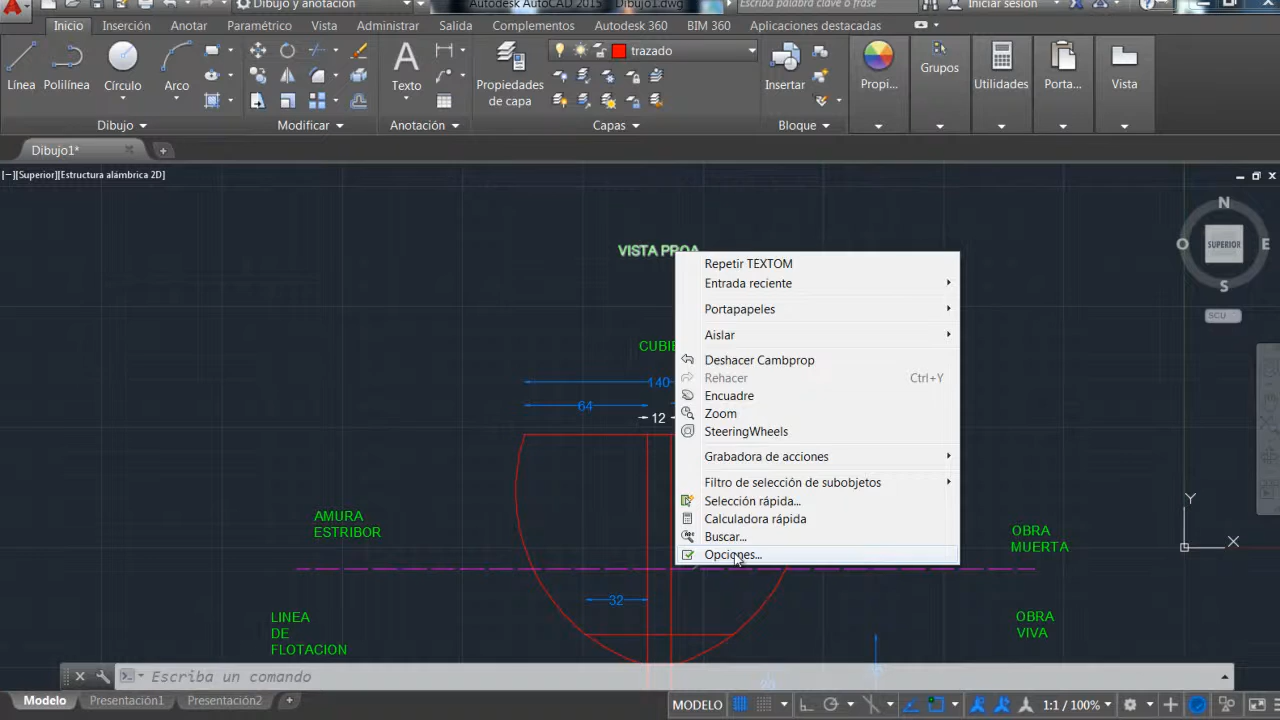 Dibujo y anotación
Autodesk AutoCAD 2015
Dibujo1.dwg
Escriba palabra clave o frase
Iniciar sesión
Inicio
Inserción
Anotar
Paramétrico
Vista
Administrar
Salida
Complementos
Autodesk 360
BIM 360
Aplicaciones destacadas
trazado
Línea
Polilínea
Círculo
Arco
A
Texto
Propiedades
de capa
Insertar
Propi...
Grupos
Utilidades
Porta...
Vista
Dibujo
Modificar
Anotación
Capas
Bloque
Dibujo1*
[−][Superior][Estructura alámbrica 2D]
N
O
SUPERIOR
E
S
SCU
VISTA PROA
Repetir TEXTOM
Entrada reciente
Portapapeles
Aislar
Deshacer Cambprop
Rehacer Ctrl+Y
Encuadre
Zoom
SteeringWheels
Grabadora de acciones
Filtro de selección de subobjetos
Selección rápida...
Calculadora rápida
Buscar...
Opciones...
CUBIE
140
64
12
AMURA
ESTRIBOR
OBRA
MUERTA
Y
X
32
LINEA
DE
FLOTACION
OBRA
VIVA
Escriba un comando
Modelo
Presentación1
Presentación2
MODELO
1:1 / 100%